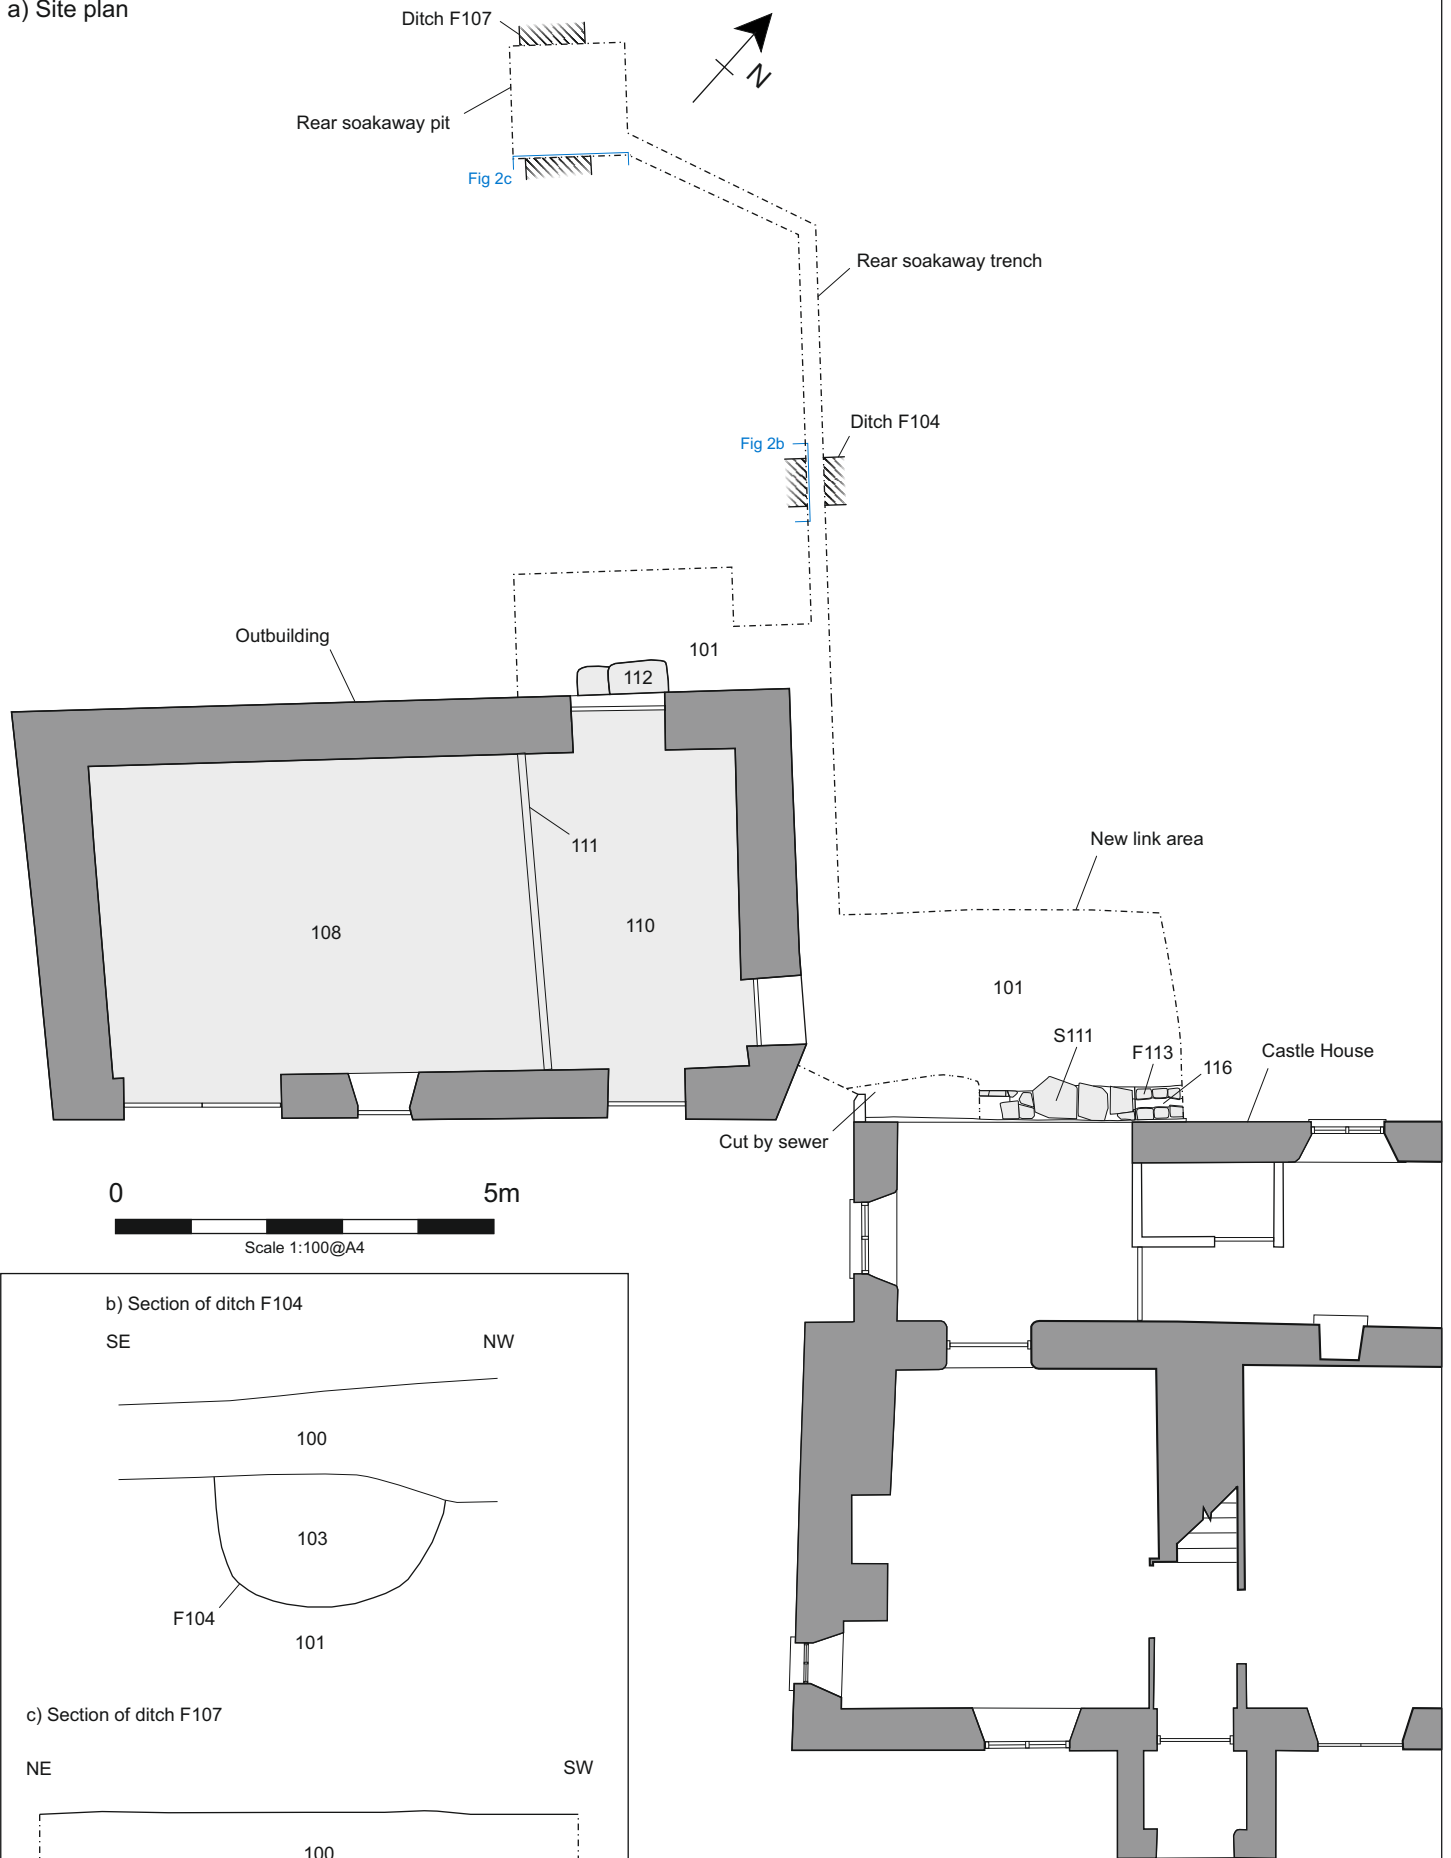 a) Site plan
Ditch F107
N
Rear soakaway pit
Fig 2c
Rear soakaway trench
Ditch F104
Fig 2b
Outbuilding
101
112
111
New link area
108
110
101
S111
F113
116
Castle House
Cut by sewer
0 5m
Scale 1:100@A4
b) Section of ditch F104
SE NW
100
103
F104
101
c) Section of ditch F107
NE SW
100